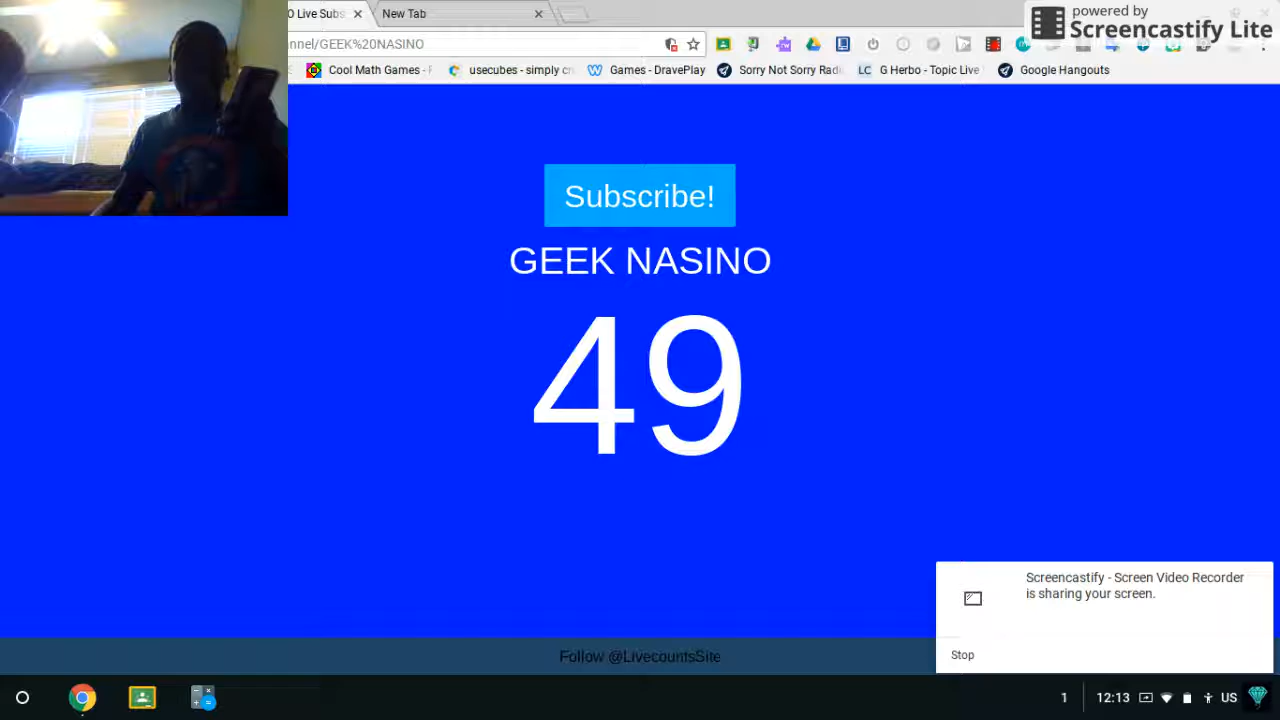 O Live Subs
New Tab
powered by
Screencastify Lite
nnel/GEEK%20NASINO
Cool Math Games - F
usecubes - simply cr
Games - DravePlay
Sorry Not Sorry Radi
LC
G Herbo - Topic Live
Google Hangouts
Subscribe!
GEEK NASINO
49
Screencastify - Screen Video Recorder
is sharing your screen.
Stop
Follow @LivecountsSite
1
12:13
US